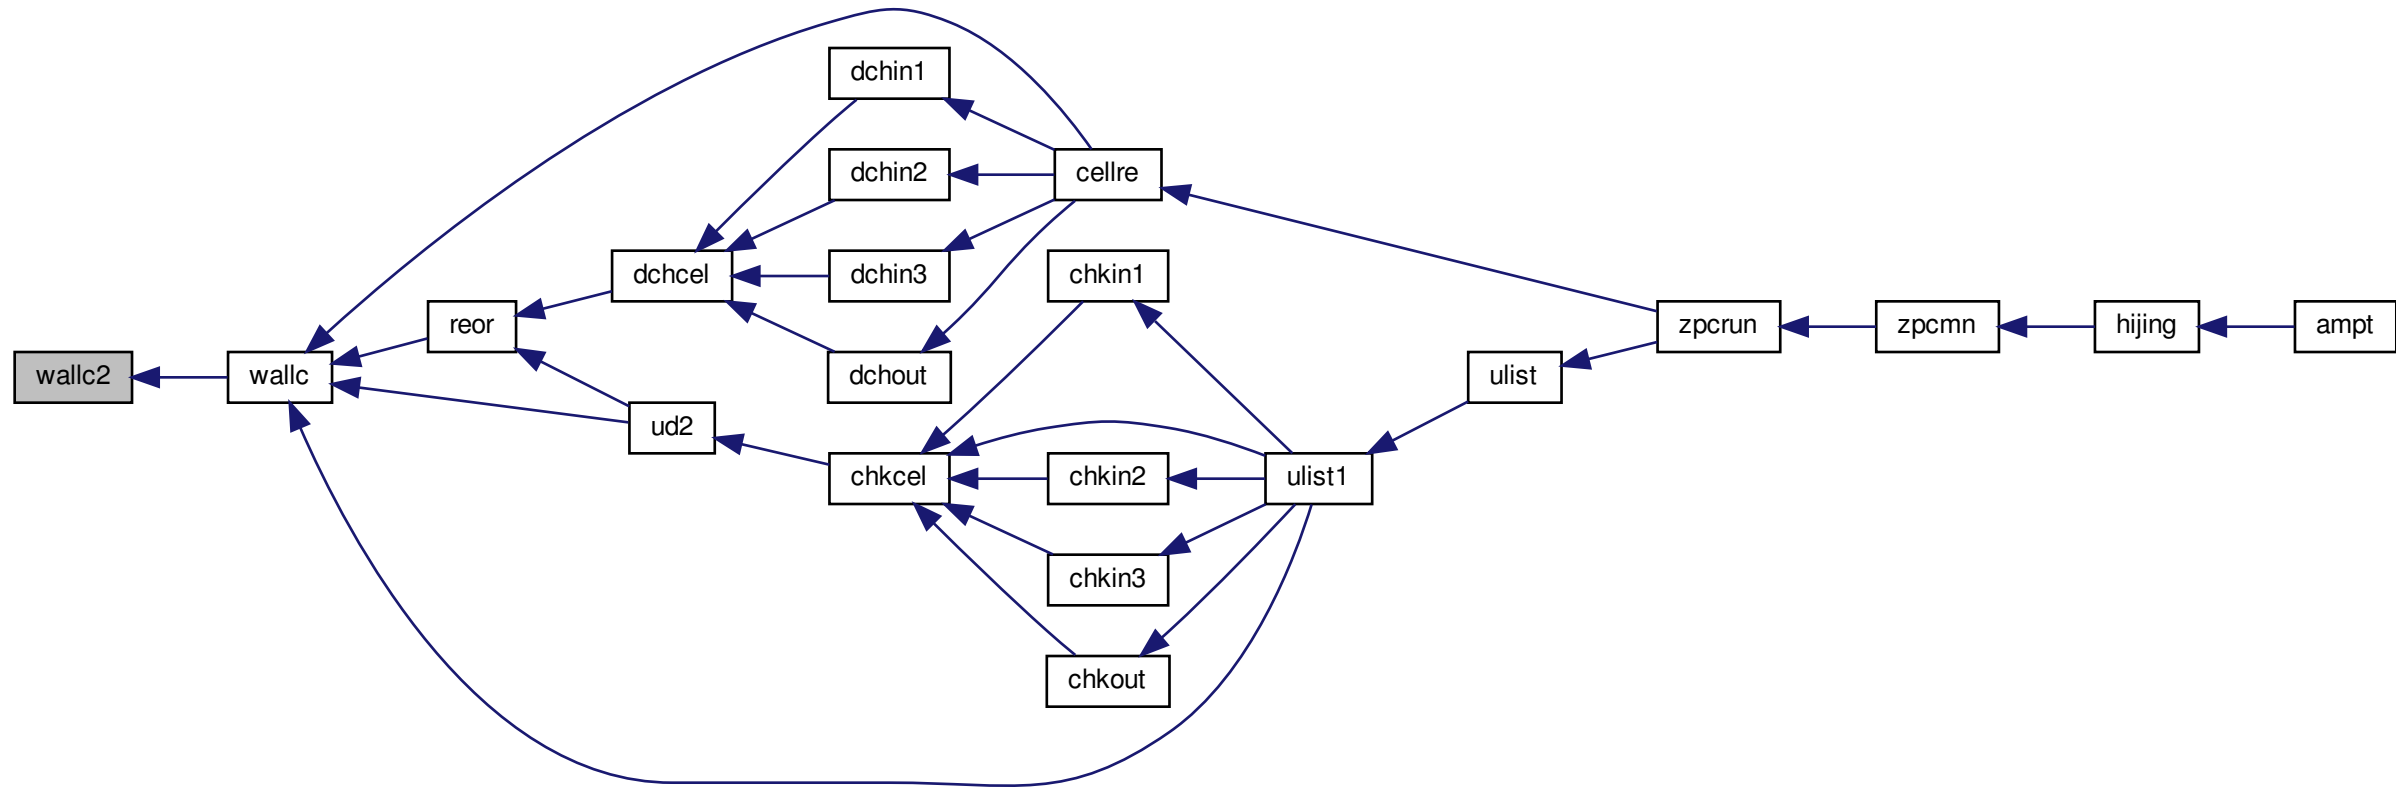 wallc2
wallc
reor
ud2
dchcel
dchin1
dchin2
dchin3
dchout
chkcel
cellre
chkin1
chkin2
chkin3
chkout
ulist1
ulist
zpcrun
zpcmn
hijing
ampt